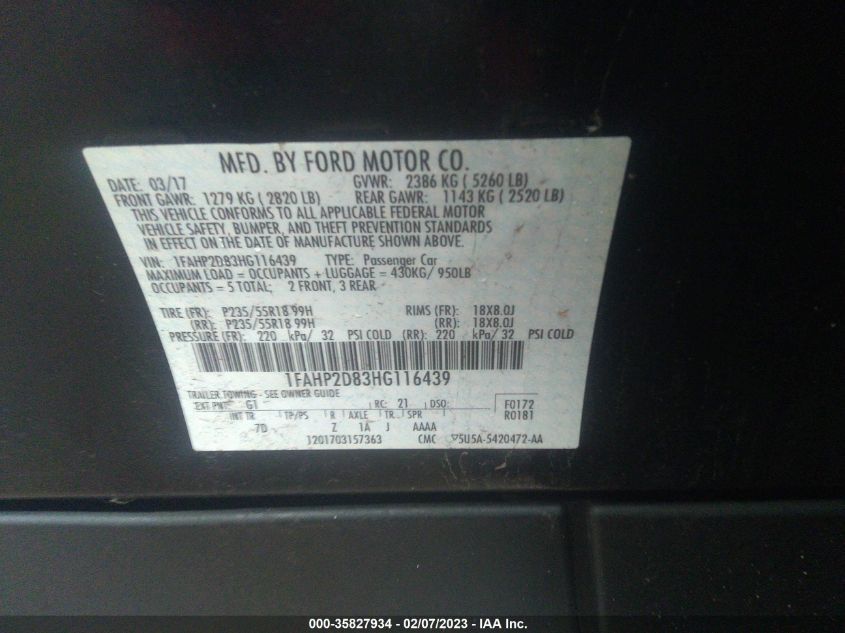 MFD. BY FORD MOTOR CO.
DATE: 03/17 GVWR: 2386 KG ( 5260 LB)
FRONT GAWR: 1279 KG ( 2820 LB) REAR GAWR: 1143 KG ( 2520 LB)
THIS VEHICLE CONFORMS TO ALL APPLICABLE FEDERAL MOTOR
VEHICLE SAFETY, BUMPER, AND THEFT PREVENTION STANDARDS
IN EFFECT ON THE DATE OF MANUFACTURE SHOWN ABOVE.
VIN: 1FAHP2D83HG116439 TYPE: Passenger Car
MAXIMUM LOAD = OCCUPANTS + LUGGAGE = 430KG/ 950LB
OCCUPANTS = 5 TOTAL; 2 FRONT, 3 REAR
TIRE (FR): P235/55R18 99H RIMS (FR): 18X8.0J
(RR): P235/55R18 99H (RR): 18X8.0J
PRESSURE (FR): 220 kPa/ 32 PSI COLD (RR): 220 kPa/ 32 PSI COLD
1FAHP2D83HG116439
TRAILER TOWING - SEE OWNER GUIDE
EXT PNT: G1 RC: 21 DSO: F0172
INT TR TP/PS R AXLE TR SPR R0181
7D Z 1A J AAAA
1201703157363 CMC 5U5A-5420472-AA
000-35827934 - 02/07/2023 - IAA Inc.